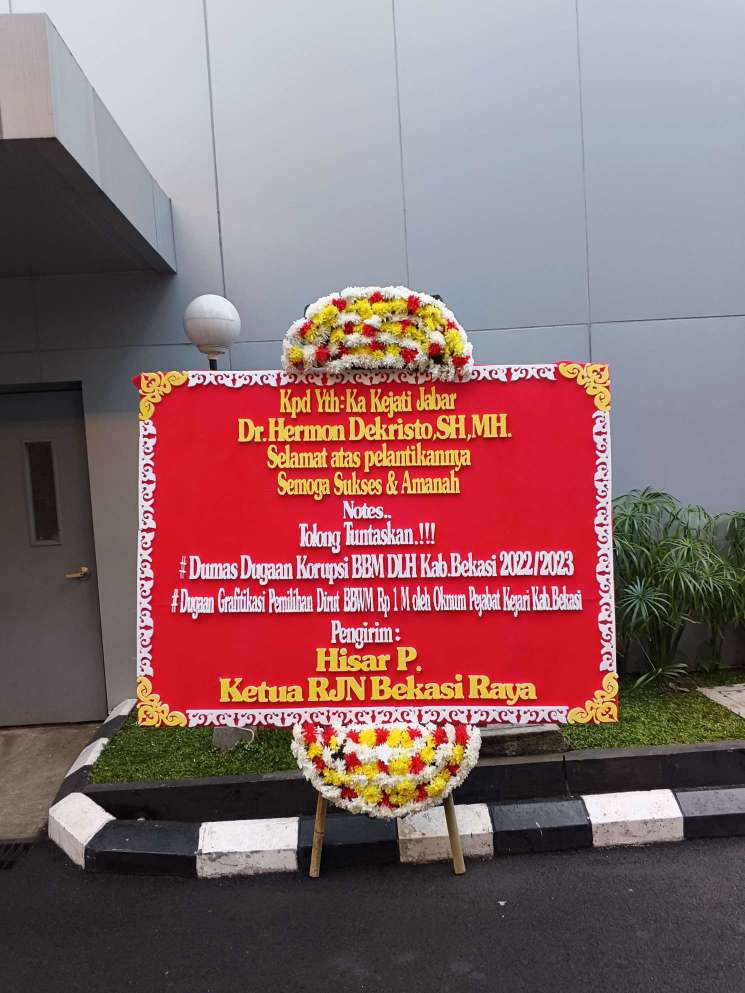 Kpd Yth:Ka Kejati Jabar
Dr.Hermon Dekristo,SH,MH.
Selamat atas pelantikannya
Semoga Sukses & Amanah
Notes..
Tolong Tuntaskan.!!!
# Dumas Dugaan Korupsi BBM DLH Kab.Bekasi 2022/2023
# Dugaan Grafitikasi Pemilihan Dirut BBWM Rp 1 M oleh Oknum Pejabat Kejari Kab.Bekasi
Pengirim :
Hisar P.
Ketua RJN Bekasi Raya